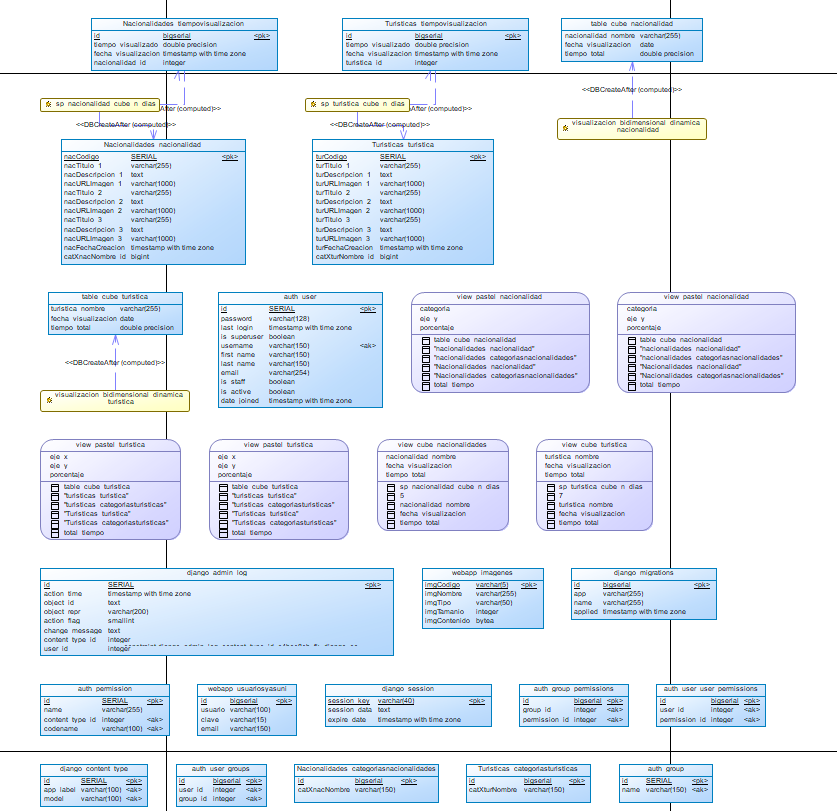 Nacionalidades tiempovisualizacion
id bigserial <pk>
tiempo visualizado double precision
fecha visualizacion timestamp with time zone
nacionalidad id integer
Turisticas tiempovisualizacion
id bigserial <pk>
tiempo visualizado double precision
fecha visualizacion timestamp with time zone
turistica id integer
table cube nacionalidad
nacionalidad nombre varchar(255)
fecha visualizacion date
tiempo total double precision
sp nacionalidad cube n dias
After (computed)>>
<<DBCreateAfter (computed)>>
sp turistica cube n dias
After (computed)>>
<<DBCreateAfter (computed)>>
<<DBCreateAfter (computed)>>
visualizacion bidimensional dinamica
nacionalidad
Nacionalidades nacionalidad
nacCodigo SERIAL <pk>
nacTitulo 1 varchar(255)
nacDescripcion 1 text
nacURLImagen 1 varchar(1000)
nacTitulo 2 varchar(255)
nacDescripcion 2 text
nacURLImagen 2 varchar(1000)
nacTitulo 3 varchar(255)
nacDescripcion 3 text
nacURLImagen 3 varchar(1000)
nacFechaCreacion timestamp with time zone
catXnacNombre id bigint
Turisticas turistica
turCodigo SERIAL <pk>
turTitulo 1 varchar(255)
turDescripcion 1 text
turURLImagen 1 varchar(1000)
turTitulo 2 varchar(255)
turDescripcion 2 text
turURLImagen 2 varchar(1000)
turTitulo 3 varchar(255)
turDescripcion 3 text
turURLImagen 3 varchar(1000)
turFechaCreacion timestamp with time zone
catXturNombre id bigint
table cube turistica
turistica nombre varchar(255)
fecha visualizacion date
tiempo total double precision
<<DBCreateAfter (computed)>>
visualizacion bidimensional dinamica
turistica
auth user
id SERIAL <pk>
password varchar(128)
last login timestamp with time zone
is superuser boolean
username varchar(150) <ak>
first name varchar(150)
last name varchar(150)
email varchar(254)
is staff boolean
is active boolean
date joined timestamp with time zone
view pastel nacionalidad
categoria
eje y
porcentaje
table cube nacionalidad
"nacionalidades nacionalidad"
"nacionalidades categoriasnacionalidades"
"Nacionalidades nacionalidad"
"Nacionalidades categoriasnacionalidades"
total tiempo
view pastel nacionalidad
categoria
eje y
porcentaje
table cube nacionalidad
"nacionalidades nacionalidad"
"nacionalidades categoriasnacionalidades"
"Nacionalidades nacionalidad"
"Nacionalidades categoriasnacionalidades"
total tiempo
view pastel turistica
eje x
eje y
porcentaje
table cube turistica
"turisticas turistica"
"turisticas categoriasturisticas"
"Turisticas turistica"
"Turisticas categoriasturisticas"
total tiempo
view pastel turistica
eje x
eje y
porcentaje
table cube turistica
"turisticas turistica"
"turisticas categoriasturisticas"
"Turisticas turistica"
"Turisticas categoriasturisticas"
total tiempo
view cube nacionalidades
nacionalidad nombre
fecha visualizacion
tiempo total
sp nacionalidad cube n dias
5
nacionalidad nombre
fecha visualizacion
tiempo total
view cube turistica
turistica nombre
fecha visualizacion
tiempo total
sp turistica cube n dias
7
turistica nombre
fecha visualizacion
tiempo total
django admin log
id SERIAL <pk>
action time timestamp with time zone
object id text
object repr varchar(200)
action flag smallint
change message text
content type id integer
user id integer
webapp imagenes
imgCodigo varchar(5) <pk>
imgNombre varchar(255)
imgTipo varchar(50)
imgTamanio integer
imgContenido bytea
django migrations
id bigserial <pk>
app varchar(255)
name varchar(255)
applied timestamp with time zone
auth permission
id SERIAL <pk>
name varchar(255)
content type id integer <ak>
codename varchar(100) <ak>
webapp usuariosyasuni
id bigserial <pk>
usuario varchar(100)
clave varchar(15)
email varchar(150)
django session
session key varchar(40) <pk>
session data text
expire date timestamp with time zone
auth group permissions
id bigserial <pk>
group id integer <ak>
permission id integer <ak>
auth user user permissions
id bigserial <pk>
user id integer <ak>
permission id integer <ak>
django content type
id SERIAL <pk>
app label varchar(100) <ak>
model varchar(100) <ak>
auth user groups
id bigserial <pk>
user id integer <ak>
group id integer <ak>
Nacionalidades categoriasnacionalidades
id bigserial <pk>
catXnacNombre varchar(150)
Turisticas categoriasturisticas
id bigserial <pk>
catXturNombre varchar(150)
auth group
id SERIAL <pk>
name varchar(150) <ak>